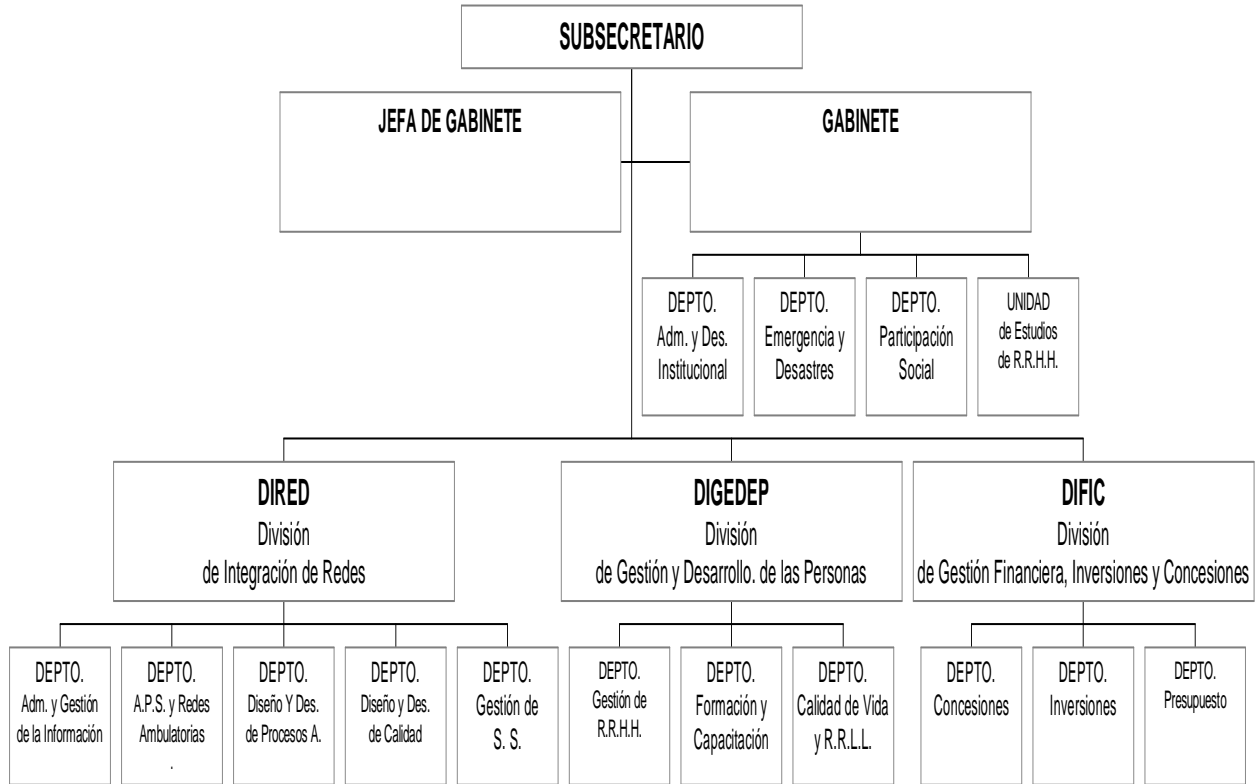 SUBSECRETARIO
JEFA DE GABINETE
GABINETE
DEPTO.
Adm. y Des.
Institucional
DEPTO.
Emergencia y
Desastres
DEPTO.
Participación
Social
UNIDAD
de Estudios
de R.R.H.H.
DIRED
División
de Integración de Redes
DIGEDEP
División
de Gestión y Desarrollo. de las Personas
DIFIC
División
de Gestión Financiera, Inversiones y Concesiones
DEPTO.
Adm. y Gestión
de la Información
DEPTO.
A.P.S. y Redes
Ambulatorias
.
DEPTO.
Diseño Y Des.
de Procesos A.
DEPTO.
Diseño y Des.
de Calidad
DEPTO.
Gestión de
S. S.
DEPTO.
Gestión de
R.R.H.H.
DEPTO.
Formación y
Capacitación
DEPTO.
Calidad de Vida
y R.R.L.L.
DEPTO.
Concesiones
DEPTO.
Inversiones
DEPTO.
Presupuesto